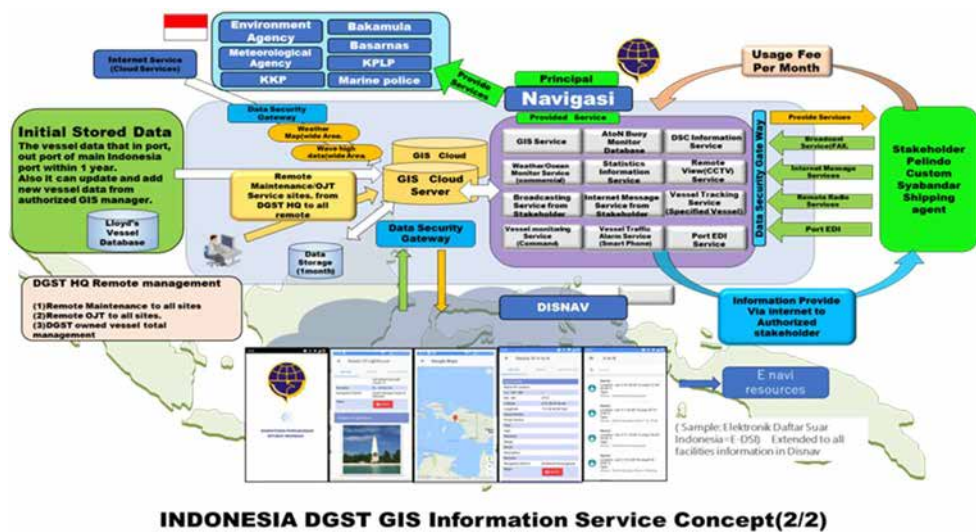 Environment
Agency
Meteorological
Agency
KKP
Bakamula
Basarnas
KPLP
Marine police
Internet Service
(Cloud Services)
Data Security
Gateway
Weather
Map(wide Area.
Wave high
data(wide Area.
Provide
Services
Principal
Navigasi
Provided Service
Usage Fee
Per Month
Initial Stored Data
The vessel data that in port,
out port of main Indonesia
port within 1 year.
Also it can update and add
new vessel data from
authorized GIS manager.
Lloyd's
Vessel
Database
Remote
Maintenance/OJT
Service sites. from
DGST HQ to all
remote
GIS Cloud
GIS Cloud
Server
Data Security
Gateway
Data
Storage
(1month)
GIS Service
AtoN Buoy
Monitor
Database
DSC Information
Service
Weather/Ocean
Monitor Service
(commercial)
Statistics
Information
Service
Remote
View(CCTV)
Service
Broadcasting
Service from
Stakeholder
Internet Message
Service from
Stakeholder
Vessel Tracking
Service
(Specified Vessel)
Vessel monitoring
Service
(Command)
Vessel Traffic
Alarm Service
(Smart Phone)
Port EDI
Service
Data Security Gate Way
Provide Services
Broadcast
Service/FAX.
Internet Message
Services
Remote Radio
Services
Port EDI
Stakeholder
Pelindo
Custom
Syabandar
Shipping
agent
DGST HQ Remote management
(1)Remote Maintenance to all sites
(2)Remote OJT to all sites.
(3)DGST owned vessel total
management
DISNAV
Information Provide
Via internet to
Authorized
stakeholder
Google Maps
E navi
resources
( Sample: Elektronik Daftar Suar
Indonesia=E-DSI) Extended to all
facilities information in Disnav
INDONESIA DGST GIS Information Service Concept(2/2)